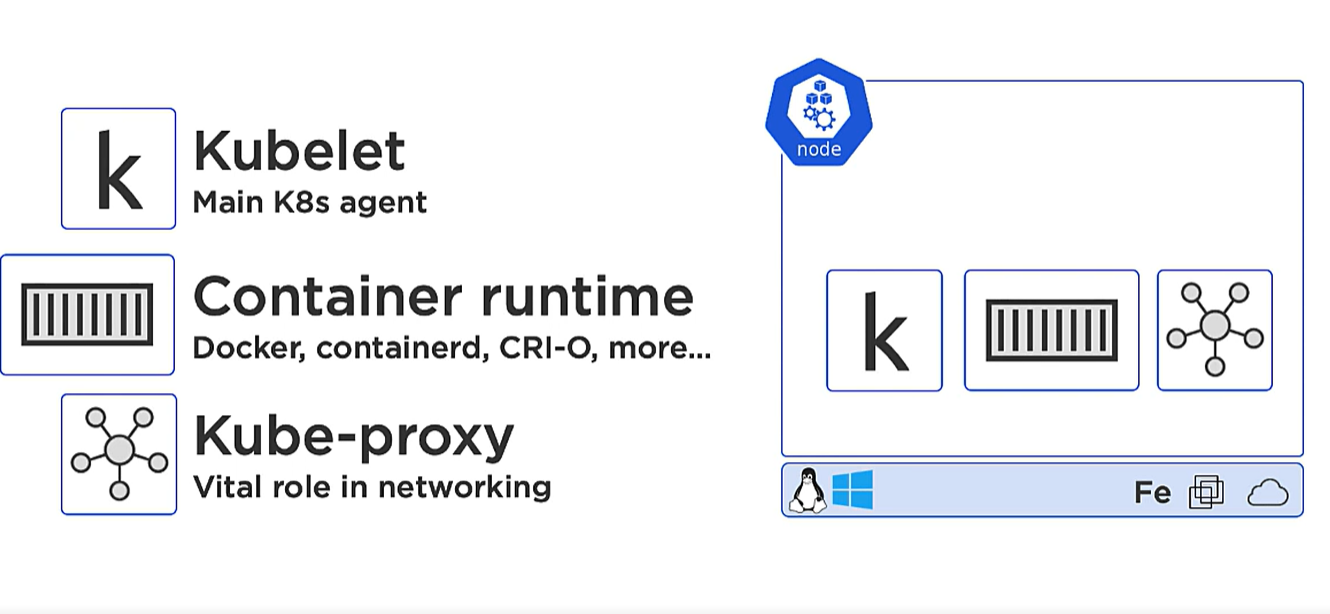 k
Kubelet
Main K8s agent
Container runtime
Docker, containerd, CRI-O, more...
Kube-proxy
Vital role in networking
node
k
Fe